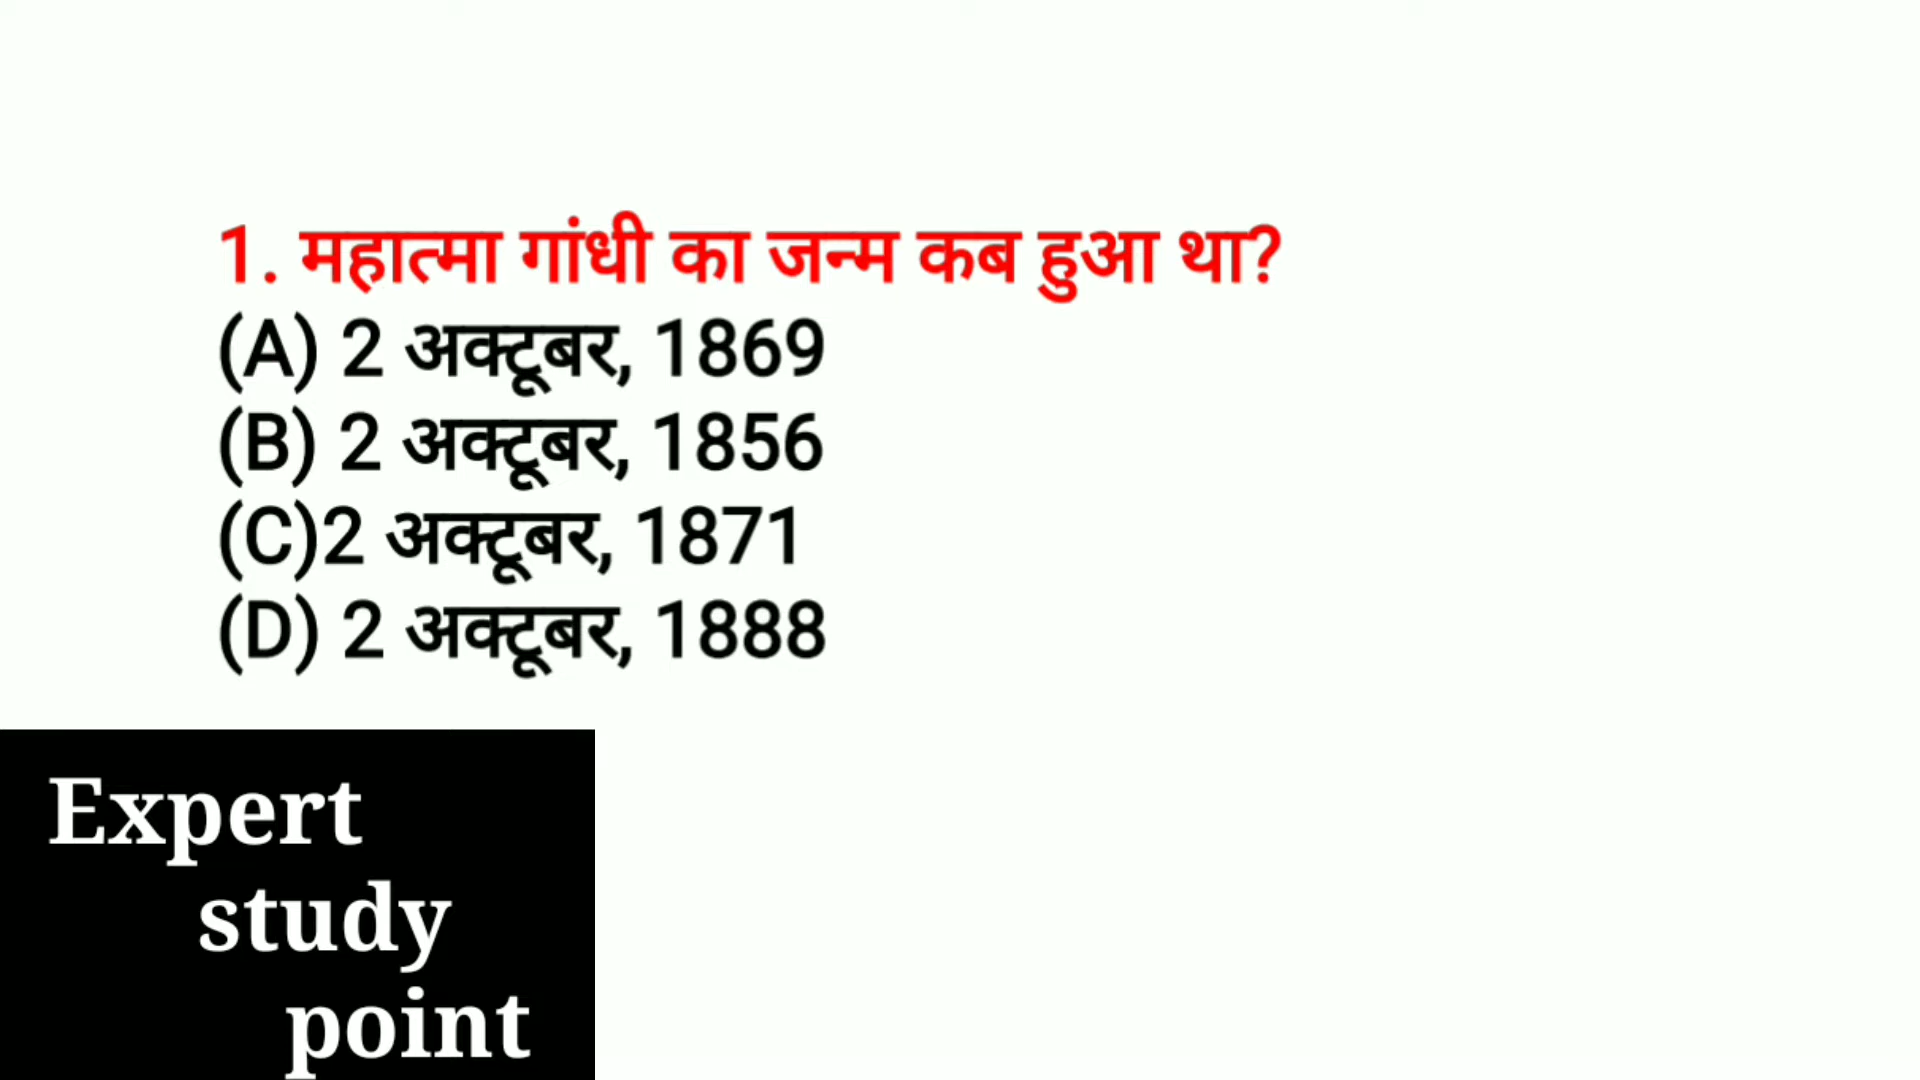 1. महात्मा गांधी का जन्म कब हुआ था?
(A) 2 अक्टूबर, 1869
(B) 2 अक्टूबर, 1856
(C)2 अक्टूबर, 1871
(D) 2 अक्टूबर, 1888
Expert
study
point